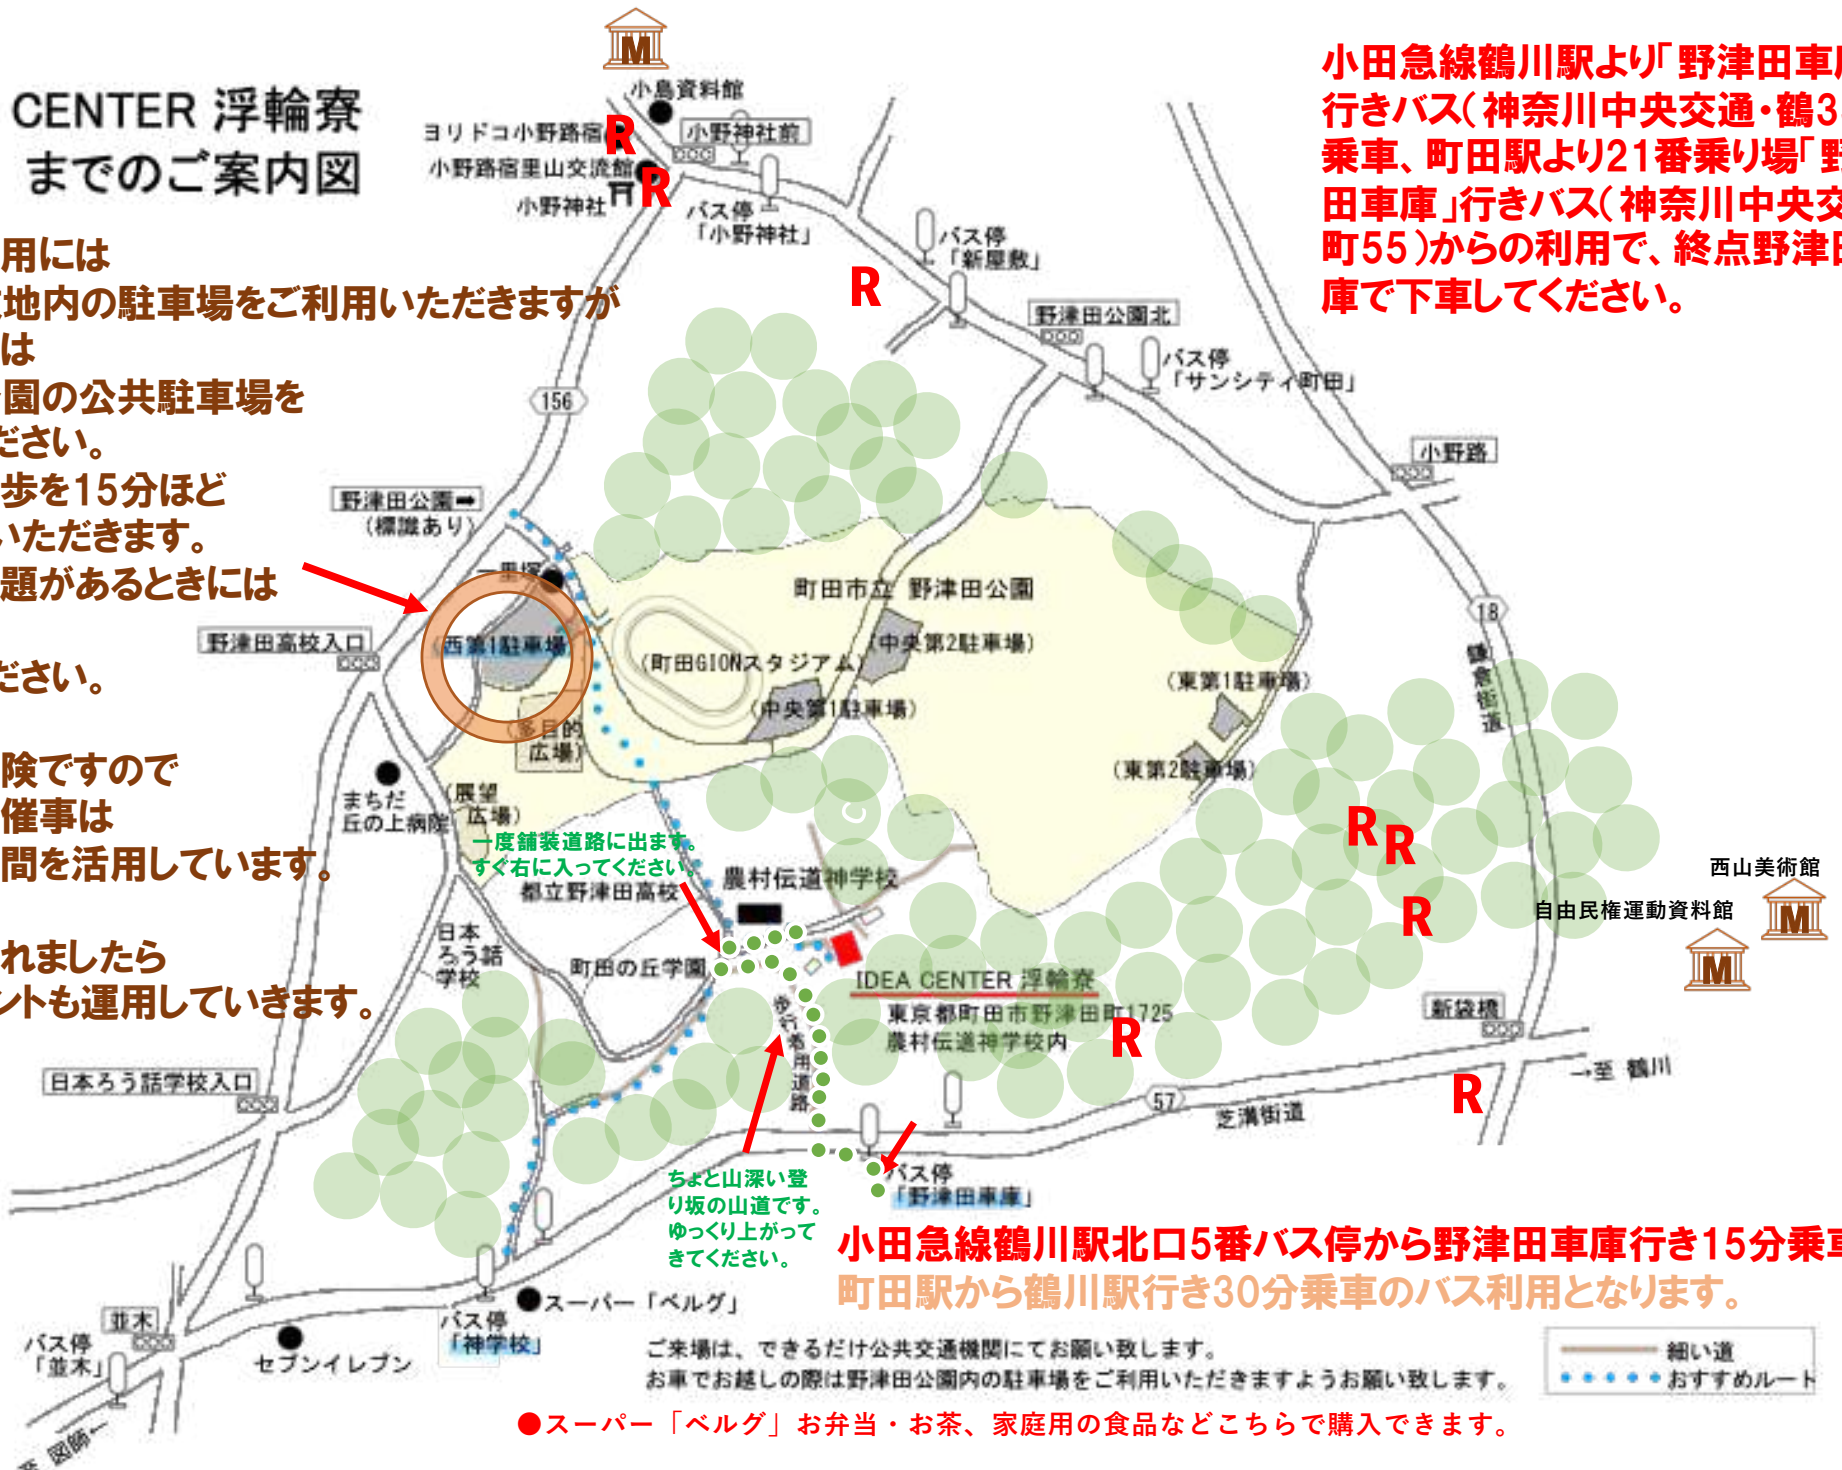 CENTER 浮輪寮
までのご案内図
小田急線鶴川駅より「野津田車庫
行きバス(神奈川中央交通・鶴3
乗車、町田駅より21番乗り場「野
田車庫」行きバス(神奈川中央交
町55)からの利用で、終点野津田
庫で下車してください。
用には
地内の駐車場をご利用いただきますが
は
園の公共駐車場を
ださい。
歩を15分ほど
いただきます。
題があるときには
ださい。
険ですので
催事は
間を活用しています。
れましたら
ントも運用していきます。
M
小島資料館
ヨリドコ小野路宿
R
小野神社前
小野路宿里山交流館
R
小野神社
バス停
「小野神社」
バス停
「新屋敷」
R
野津田公園北
バス停
「サンシティ町田」
156
小野路
野津田公園➡
(標識あり)
一里塚
町田市立 野津田公園
18
鎌倉街道
野津田高校入口
(西第1駐車場)
(町田GIONスタジアム)
(中央第2駐車場)
(中央第1駐車場)
(東第1駐車場)
(東第2駐車場)
(多目的
広場)
まちだ
丘の上病院
(展望
広場)
C
一度舗装道路に出ます。
すぐ右に入ってください。
都立野津田高校
農村伝道神学校
R
R
R
西山美術館
M
自由民権運動資料館
M
日本
ろう話
学校
町田の丘学園
IDEA CENTER 浮輪寮
東京都町田市野津田町1725
農村伝道神学校内
R
歩行者用道路
新袋橋
日本ろう話学校入口
57
芝溝街道
→至 鶴川
R
ちょと山深い登
り坂の山道です。
ゆっくり上がって
きてください。
バス停
「野津田車庫」
小田急線鶴川駅北口5番バス停から野津田車庫行き15分乗車
町田駅から鶴川駅行き30分乗車のバス利用となります。
スーパー「ベルグ」
並木
バス停
「並木」
セブンイレブン
バス停
「神学校」
ご来場は、できるだけ公共交通機関にてお願い致します。
お車でお越しの際は野津田公園内の駐車場をご利用いただきますようお願い致します。
細い道
おすすめルート
●スーパー「ベルグ」お弁当・お茶、家庭用の食品などこちらで購入できます。
至 図師←